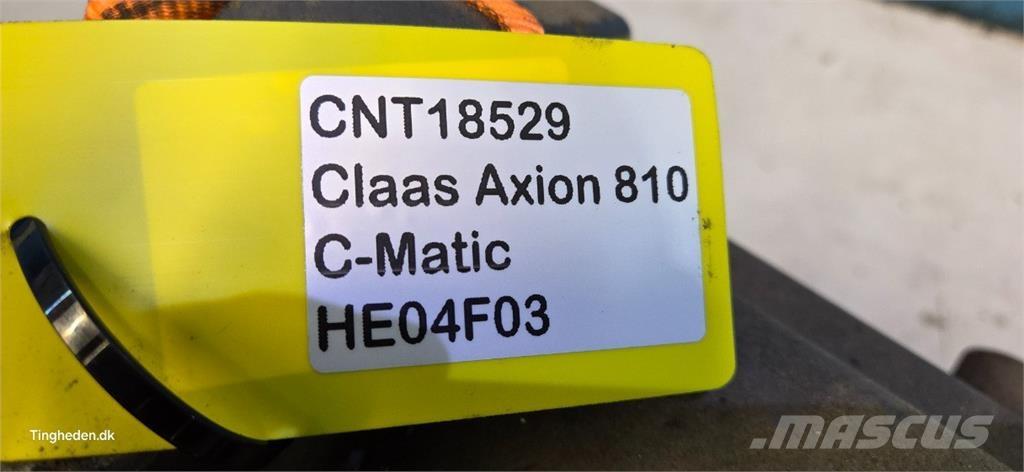 CNT18529
Claas Axion 810
C-Matic
HE04F03
Tingheden.dk
MASCUS